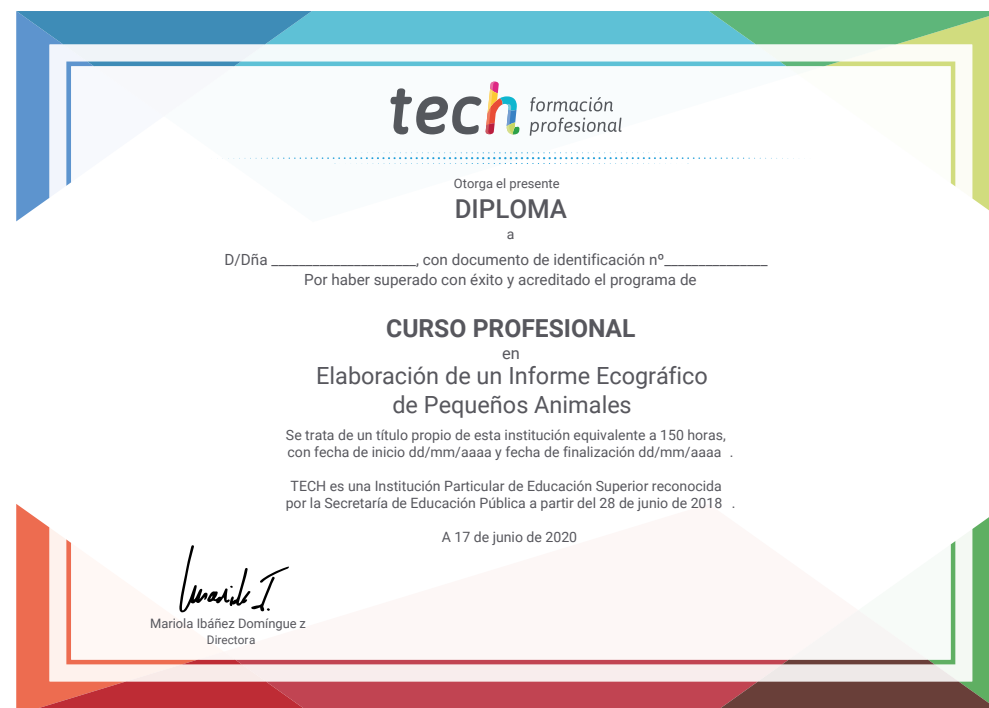 tech formación
profesional
Otorga el presente
DIPLOMA
a
D/Dña ____________________, con documento de identificación nº______________
Por haber superado con éxito y acreditado el programa de
CURSO PROFESIONAL
en
Elaboración de un Informe Ecográfico
de Pequeños Animales
Se trata de un título propio de esta institución equivalente a 150 horas,
con fecha de inicio dd/mm/aaaa y fecha de finalización dd/mm/aaaa .
TECH es una Institución Particular de Educación Superior reconocida
por la Secretaría de Educación Pública a partir del 28 de junio de 2018 .
A 17 de junio de 2020
Mariola Ibáñez Domíngue z
Directora